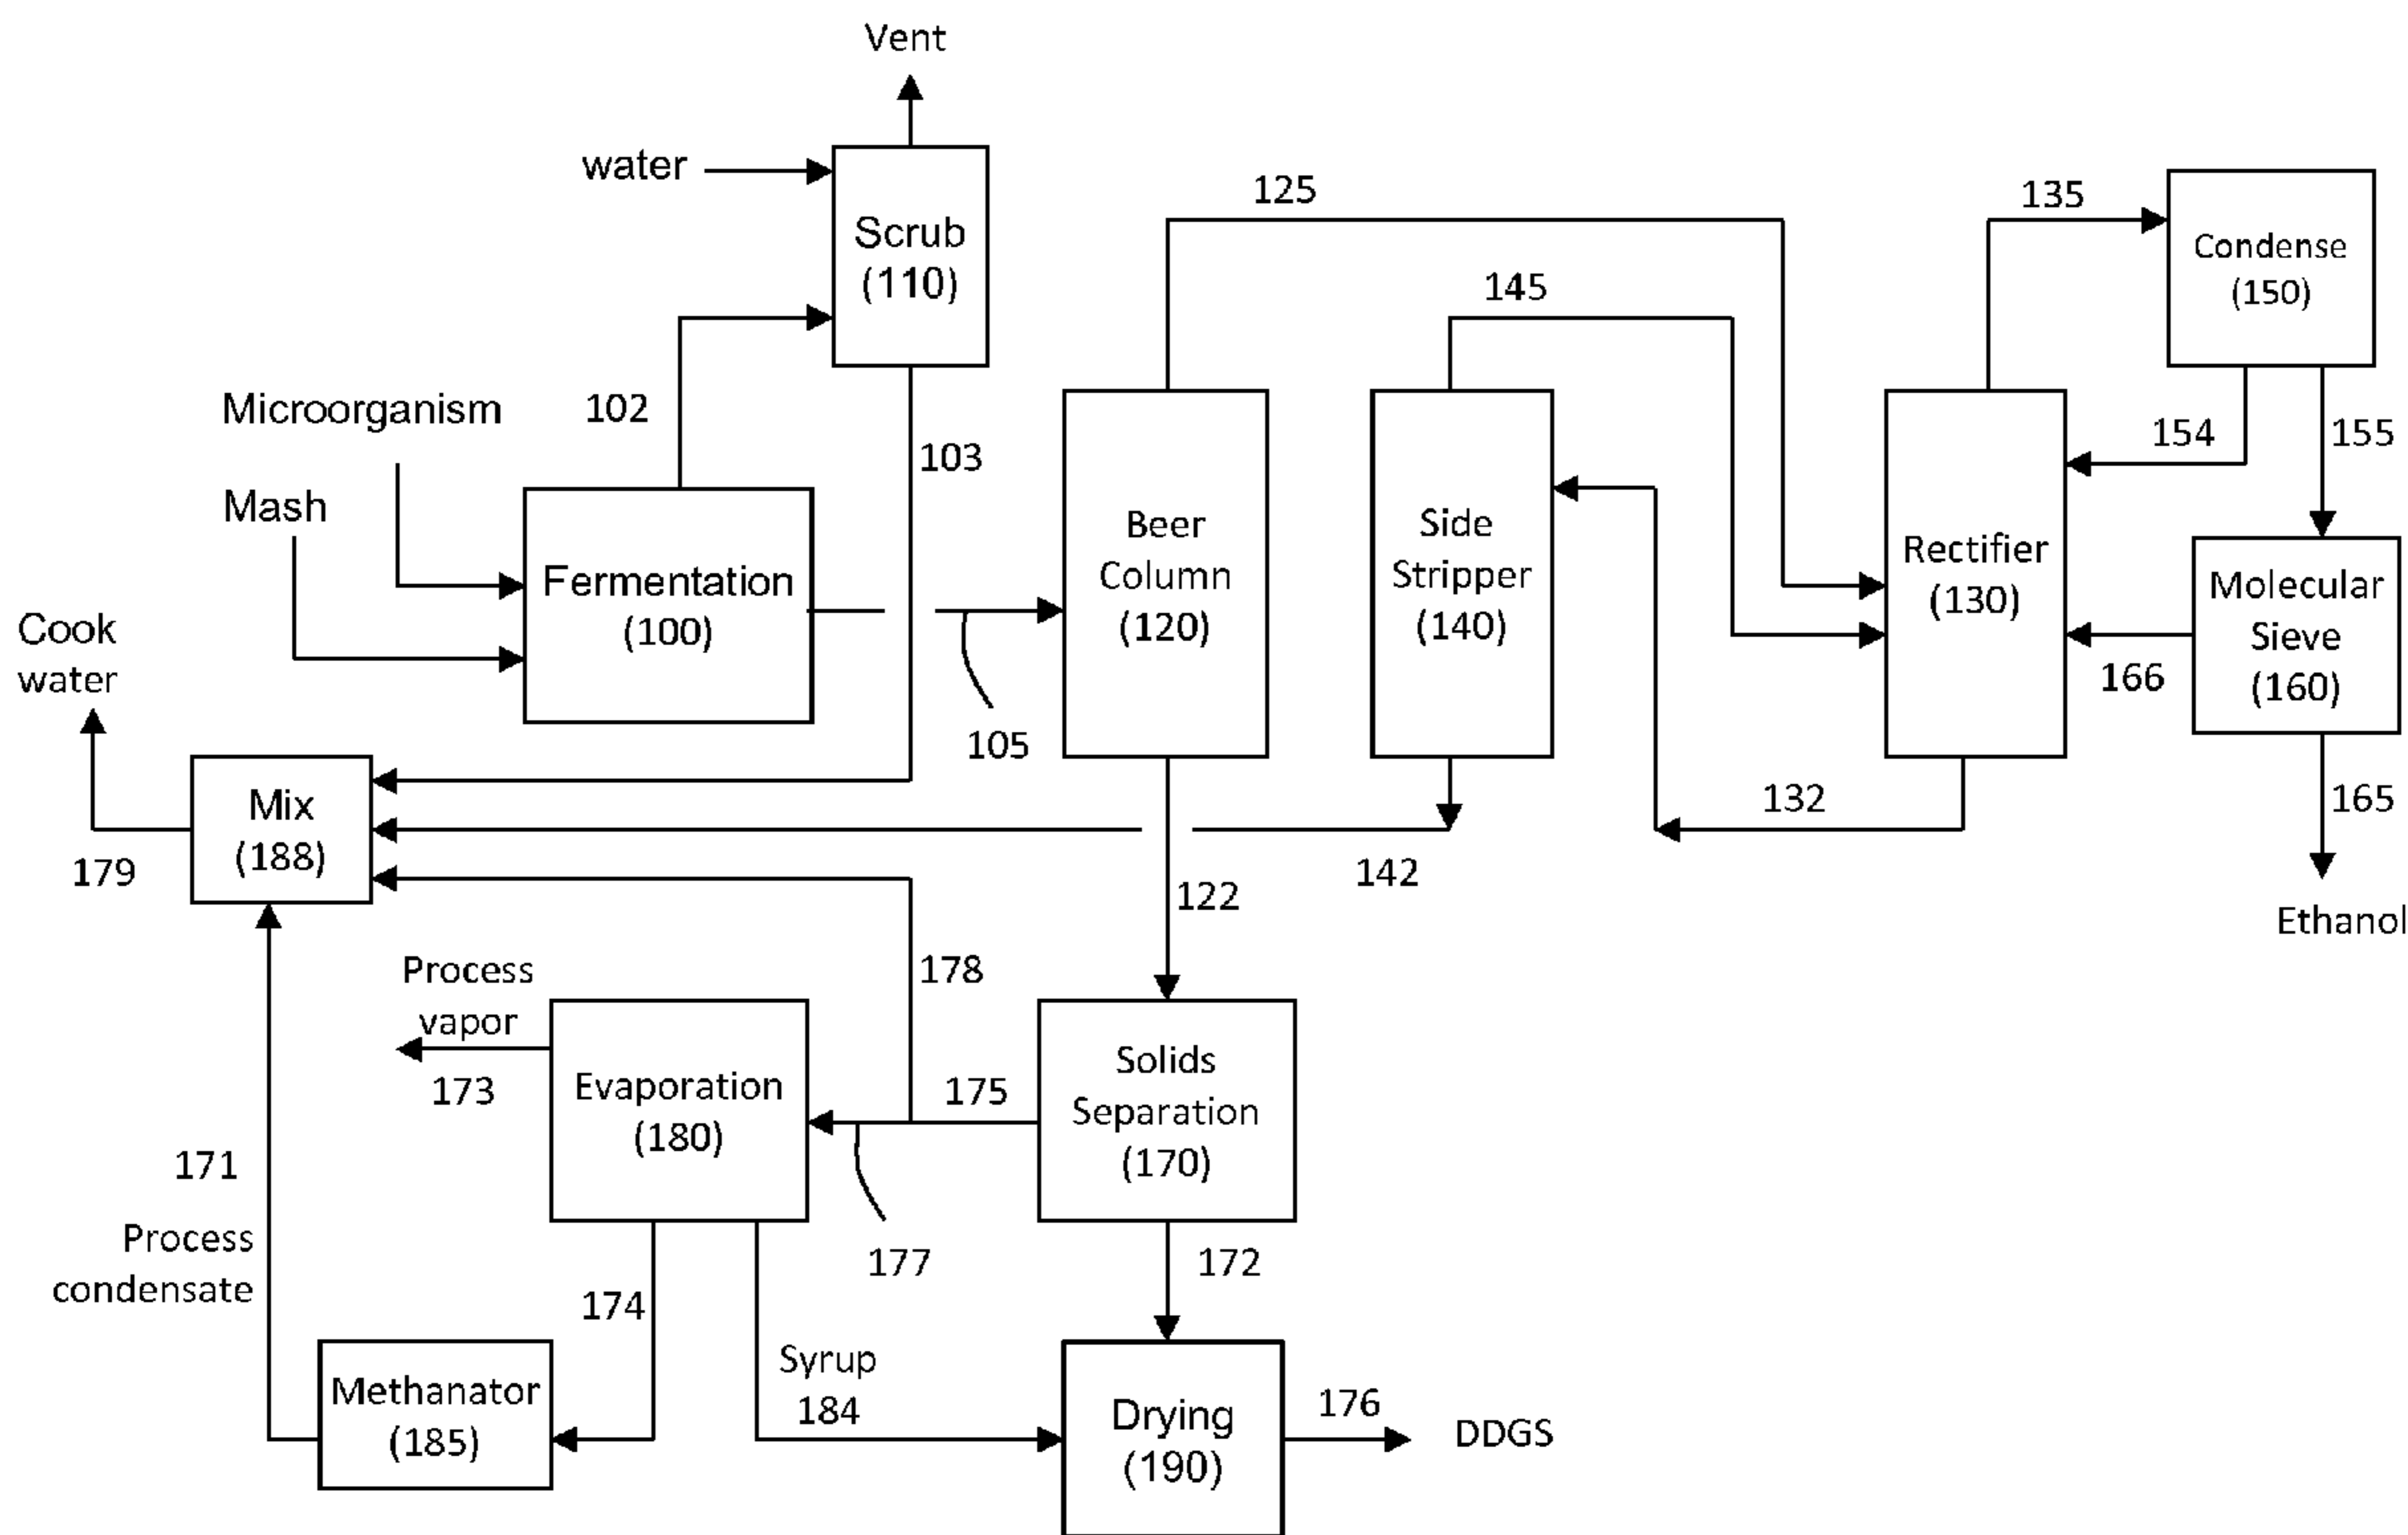 Vent
water
Scrub
(110)
125
135
Condense
(150)
145
Microorganism
102
103
154
155
Mash
Fermentation
(100)
Beer
Column
(120)
Side
Stripper
(140)
Rectifier
(130)
Molecular
Sieve
(160)
166
Cook
water
105
Mix
(188)
132
165
179
142
122
Ethanol
178
Process
vapor
173
Evaporation
(180)
175
Solids
Separation
(170)
171
Process
condensate
177
172
174
Syrup
184
Methanator
(185)
Drying
(190)
176
DDGS